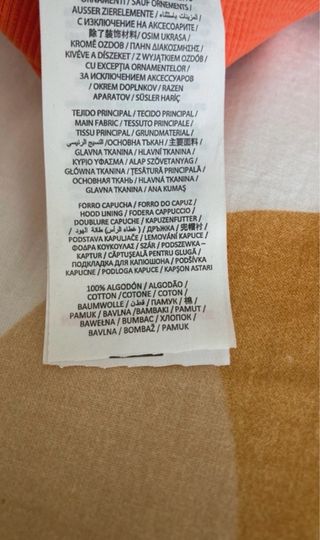 ORNAMENTI / SAUF ORNEMENTS /
AUSSER ZIERELEMENTE /
С ИЗКЛЮЧЕНИЕ НА АКСЕСОАРИТЕ /
除了装饰材料 / OSIM UKRASA /
KROMĚ OZDOB / ΠΛΗΝ ΔΙΑΚΟΣΜΗΣΗΣ /
KIVÉVE A DÍSZEKET / Z WYJĄTKIEM OZDÓB /
CU EXCEPȚIA ORNAMENTELOR /
ЗА ИСКЛЮЧЕНИЕМ АКСЕССУАРОВ
/ OKREM DOPLNKOV / RAZEN
APARATOV / SÜSLER HARİÇ
TEJIDO PRINCIPAL / TECIDO PRINCIPAL /
MAIN FABRIC / TESSUTO PRINCIPALE /
TISSU PRINCIPAL / GRUNDMATERIAL /
النسيج الرئيسي / ОСНОВНА ТЪКАН / 主要面料 /
GLAVNA TKANINA / HLAVNÍ TKANINA /
ΚΥΡΙΟ ΥΦΑΣΜΑ / ALAP SZÖVETANYAG /
GŁÓWNA TKANINA / ȚESĂTURĂ PRINCIPALĂ /
ОСНОВНАЯ ТКАНЬ / HLAVNÁ TKANINA /
GLAVNA TKANINA / ANA KUMAŞ
FORRO CAPUCHA / FORRO DO CAPUZ /
HOOD LINING / FODERA CAPPUCCIO /
DOUBLURE CAPUCHE / KAPUZENFUTTER /
بطانة الهود (غطاء الرأس) / ДРЪЖКА / 兜帽衬 /
PODSTAVA KAPULJAČE / LEMOVÁNÍ KAPUCE /
ΦΟΔΡΑ ΚΟΥΚΟΥΛΑΣ / SZÁR / PODSZEWKA –
KAPTUR / CĂPTUȘEALĂ PENTRU GLUGĂ /
ПОДКЛАДКА ДЛЯ КАПЮШОНА / PODŠÍVKA
KAPUCNE / PODLOGA KAPUCE / KAPŞON ASTARI
100% ALGODÓN / ALGODÃO /
COTTON / COTONE / COTON /
BAUMWOLLE / قطن / ПАМУК / 棉 /
PAMUK / BAVLNA / ΒΑΜΒΑΚΙ / PAMUT /
BAWEŁNA / BUMBAC / ХЛОПОК /
BAVLNA / BOMBAŽ / PAMUK